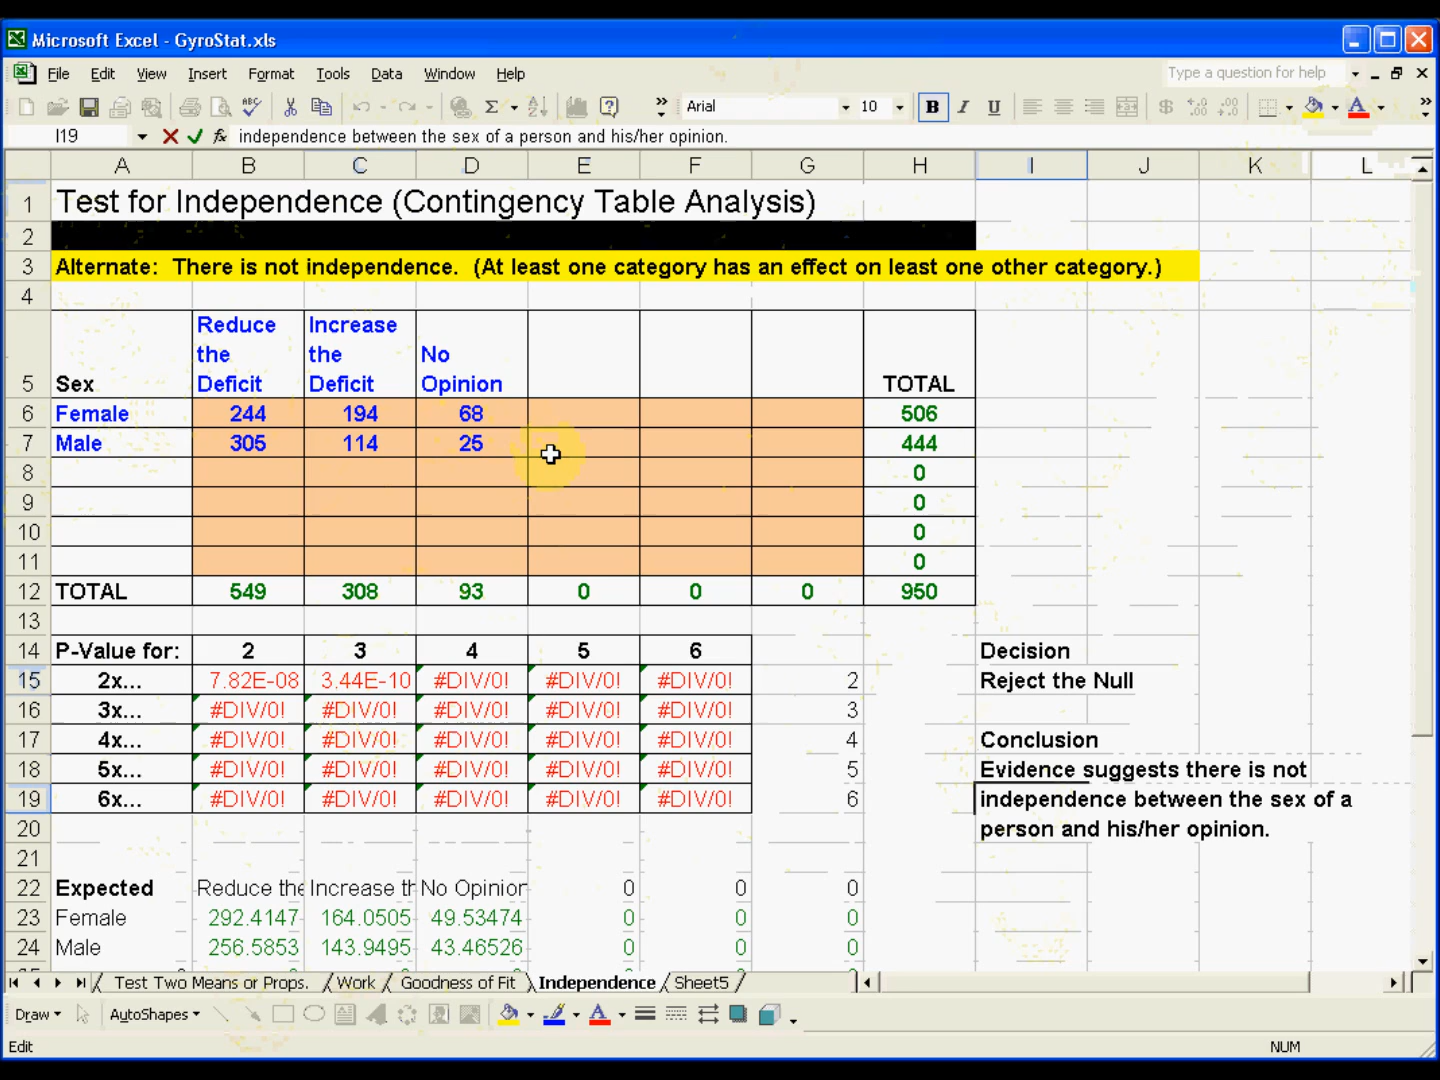 Microsoft Excel - GyroStat.xls
File Edit View Insert Format Tools Data Window Help Type a question for help
Arial 10 B I U
I19 independence between the sex of a person and his/her opinion.
A B C D E F G H I J K L
1 Test for Independence (Contingency Table Analysis)
2
3 Alternate: There is not independence. (At least one category has an effect on least one other category.)
4
Reduce Increase
the the No
5 Sex Deficit Deficit Opinion TOTAL
6 Female 244 194 68 506
7 Male 305 114 25 444
8 0
9 0
10 0
11 0
12 TOTAL 549 308 93 0 0 0 950
13
14 P-Value for: 2 3 4 5 6 Decision
15 2x... 7.82E-08 3.44E-10 #DIV/0! #DIV/0! #DIV/0! 2 Reject the Null
16 3x... #DIV/0! #DIV/0! #DIV/0! #DIV/0! #DIV/0! 3
17 4x... #DIV/0! #DIV/0! #DIV/0! #DIV/0! #DIV/0! 4 Conclusion
18 5x... #DIV/0! #DIV/0! #DIV/0! #DIV/0! #DIV/0! 5 Evidence suggests there is not
19 6x... #DIV/0! #DIV/0! #DIV/0! #DIV/0! #DIV/0! 6 independence between the sex of a
20 person and his/her opinion.
21
22 Expected Reduce the Increase th No Opinion 0 0 0
23 Female 292.4147 164.0505 49.53474 0 0 0
24 Male 256.5853 143.9495 43.46526 0 0 0
Test Two Means or Props. Work Goodness of Fit Independence Sheet5
Draw AutoShapes
Edit NUM